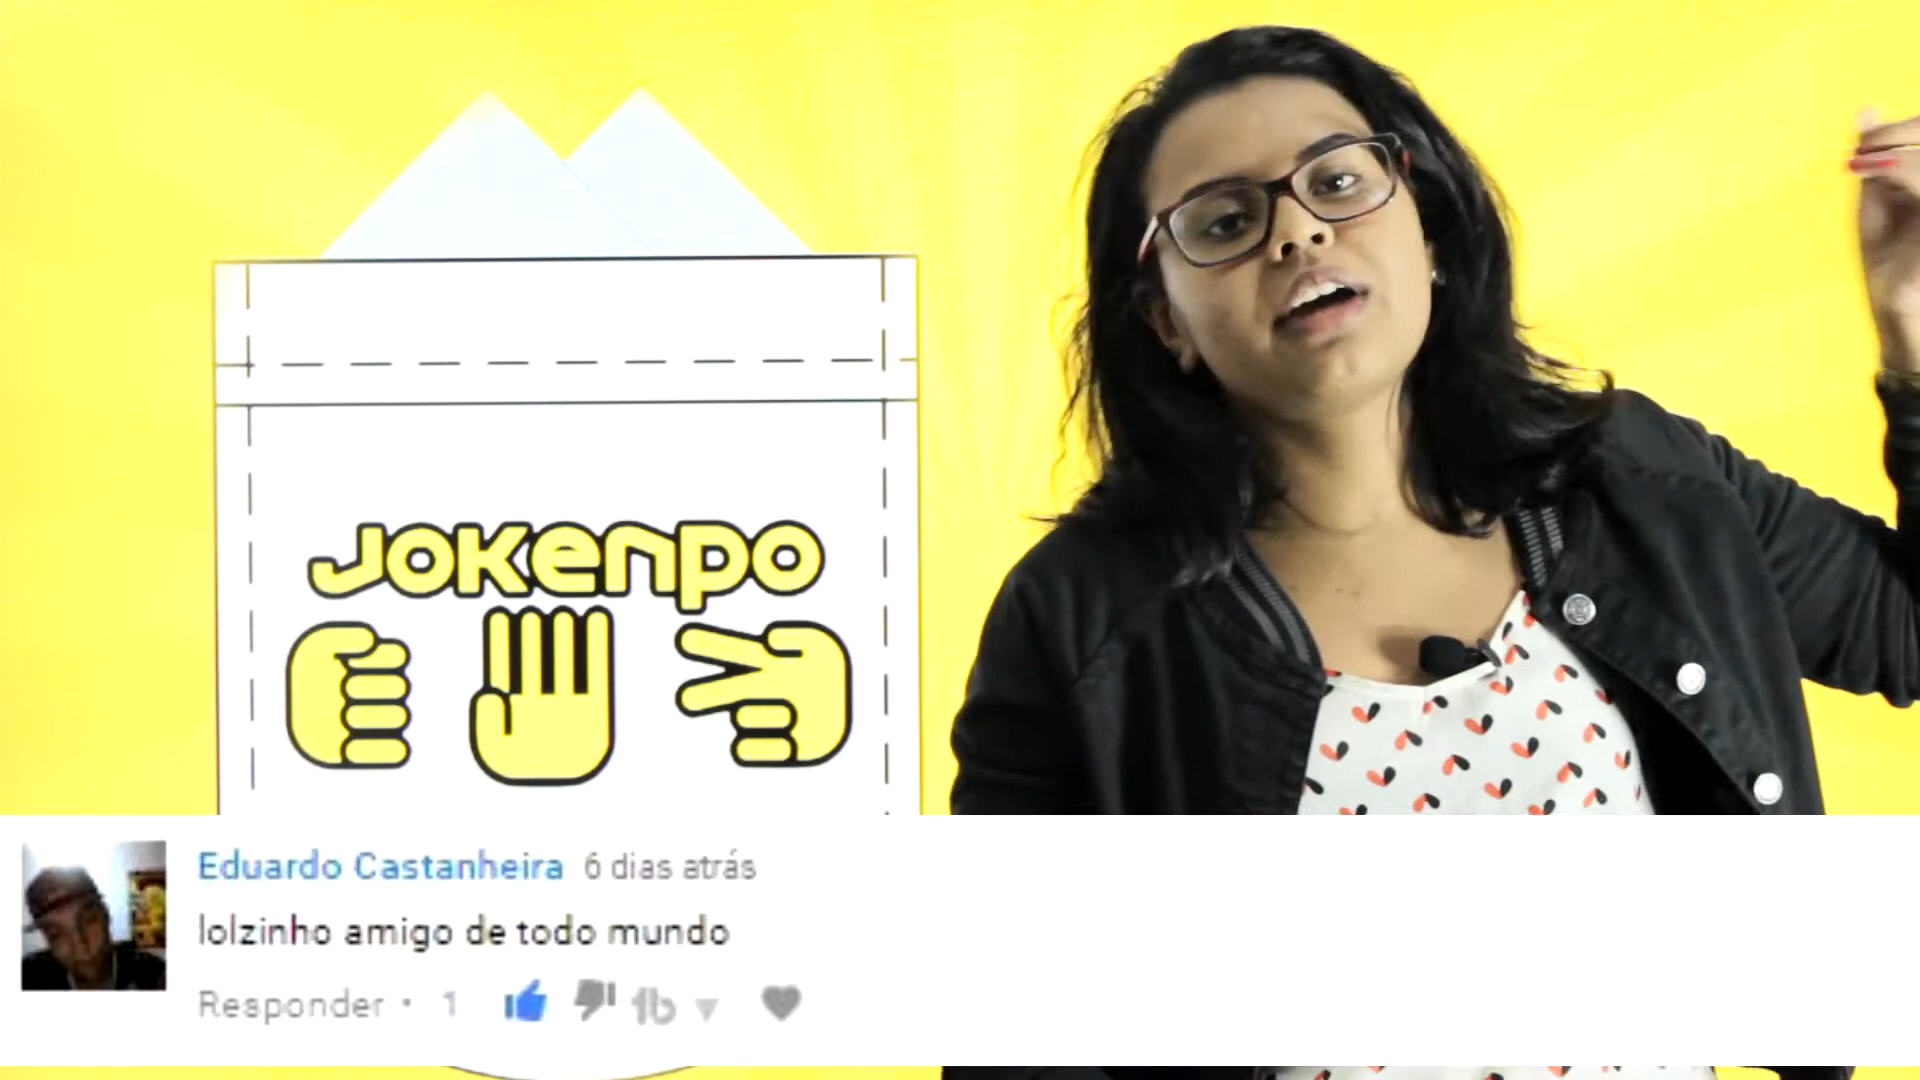 JOKENPO
Eduardo Castanheira 6 dias atrás
lolzinho amigo de todo mundo
Responder • 1